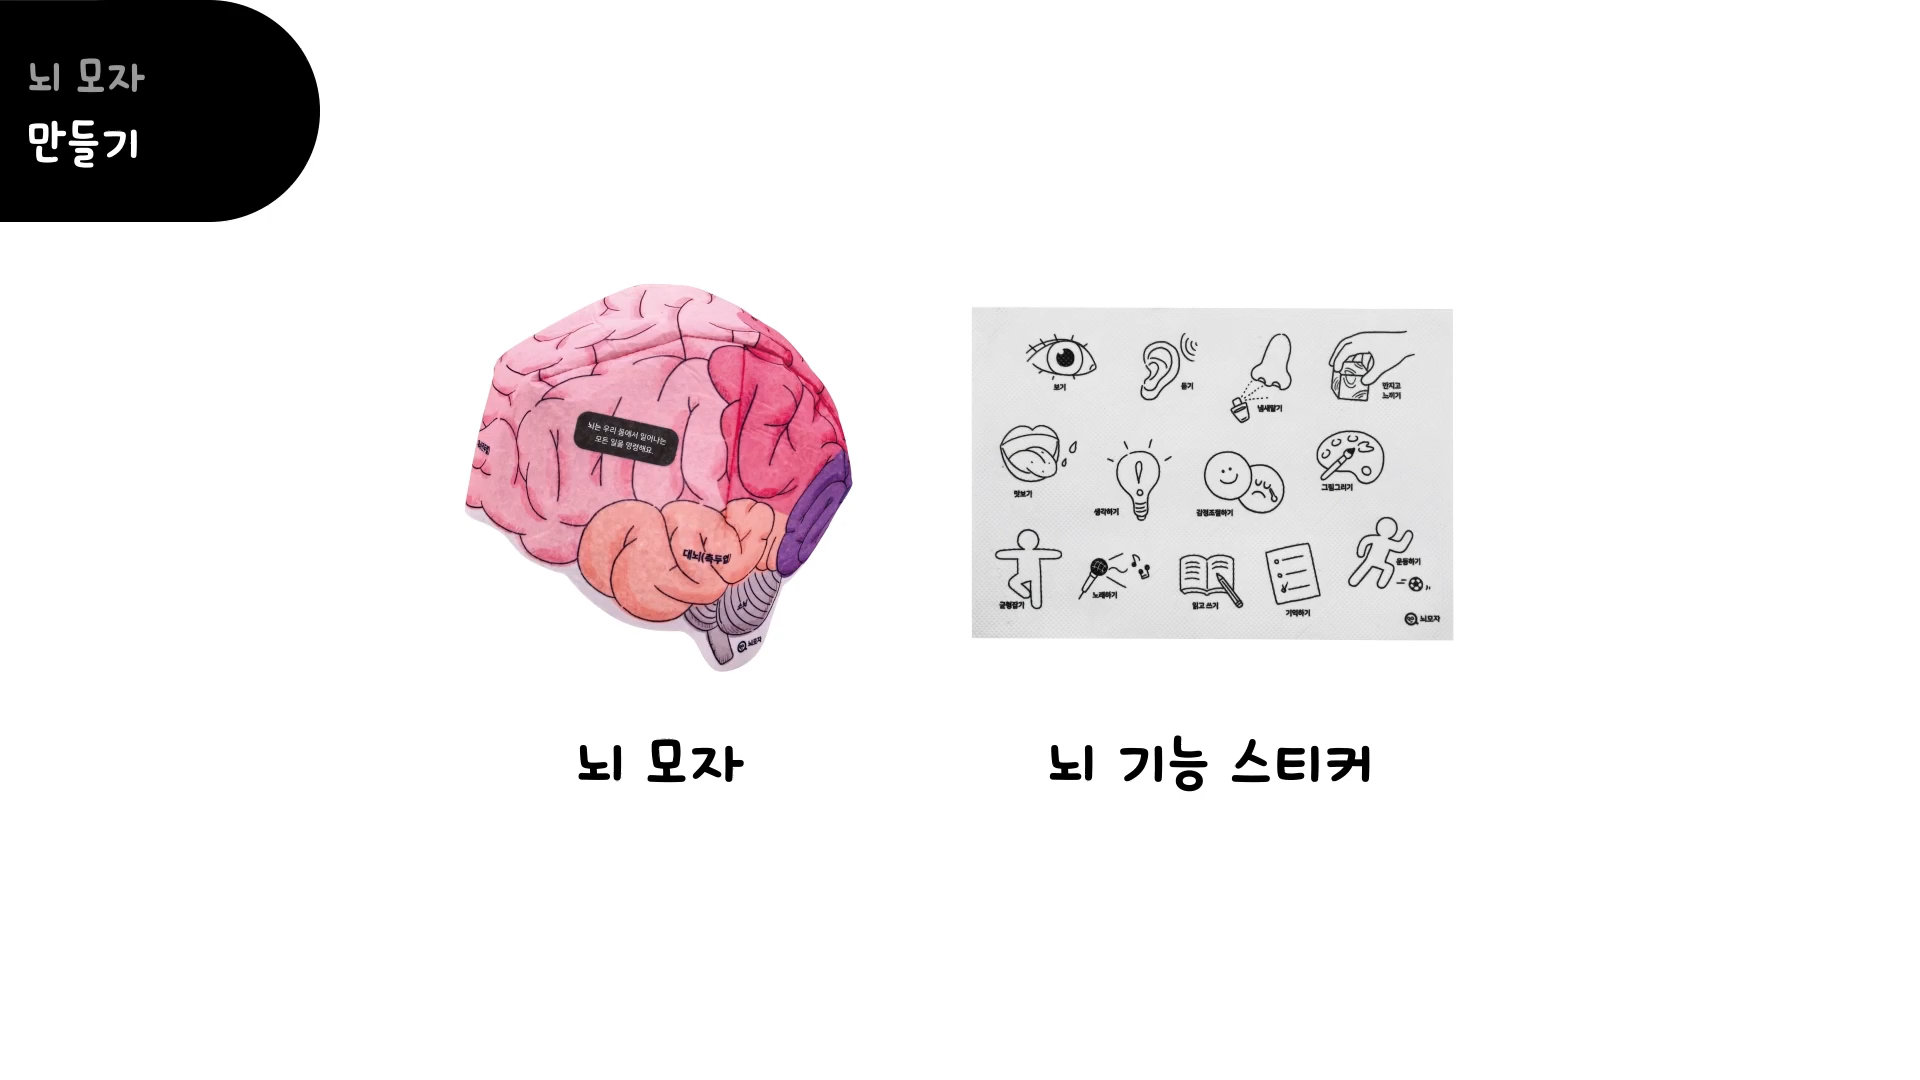 뇌 모자
만들기
뇌는 우리 몸에서 일어나는
모든 일을 명령해요.
대뇌(측두엽)
뇌모자
보기
듣기
냄새맡기
만지고
느끼기
맛보기
생각하기
감정조절하기
그림그리기
균형잡기
노래하기
읽고 쓰기
기억하기
운동하기
뇌모자
뇌 모자
뇌 기능 스티커